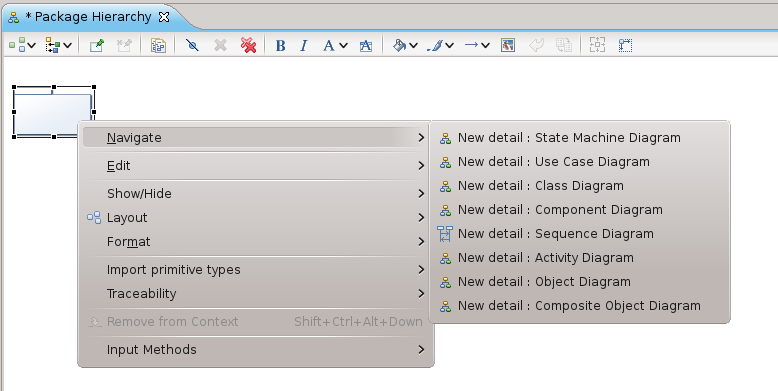 * Package Hierarchy
B I A A
Navigate
Edit
Show/Hide
Layout
Format
Import primitive types
Traceability
Remove from Context Shift+Ctrl+Alt+Down
Input Methods
New detail : State Machine Diagram
New detail : Use Case Diagram
New detail : Class Diagram
New detail : Component Diagram
New detail : Sequence Diagram
New detail : Activity Diagram
New detail : Object Diagram
New detail : Composite Object Diagram